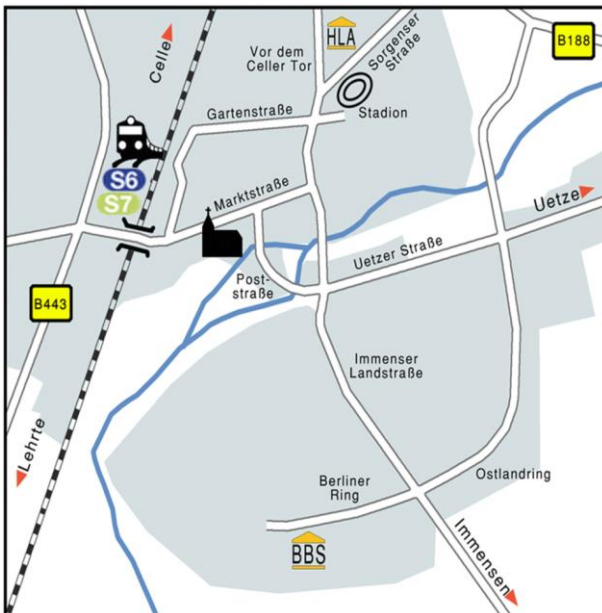 HLA
Vor dem
Celler Tor
Sorgenser
Straße
B188
Celle
Gartenstraße
Stadion
S6
S7
Marktstraße
Uetze
Uetzer Straße
Post-
straße
B443
Immenser
Landstraße
Lehrte
Berliner
Ring
Ostlandring
BBS
Immensen